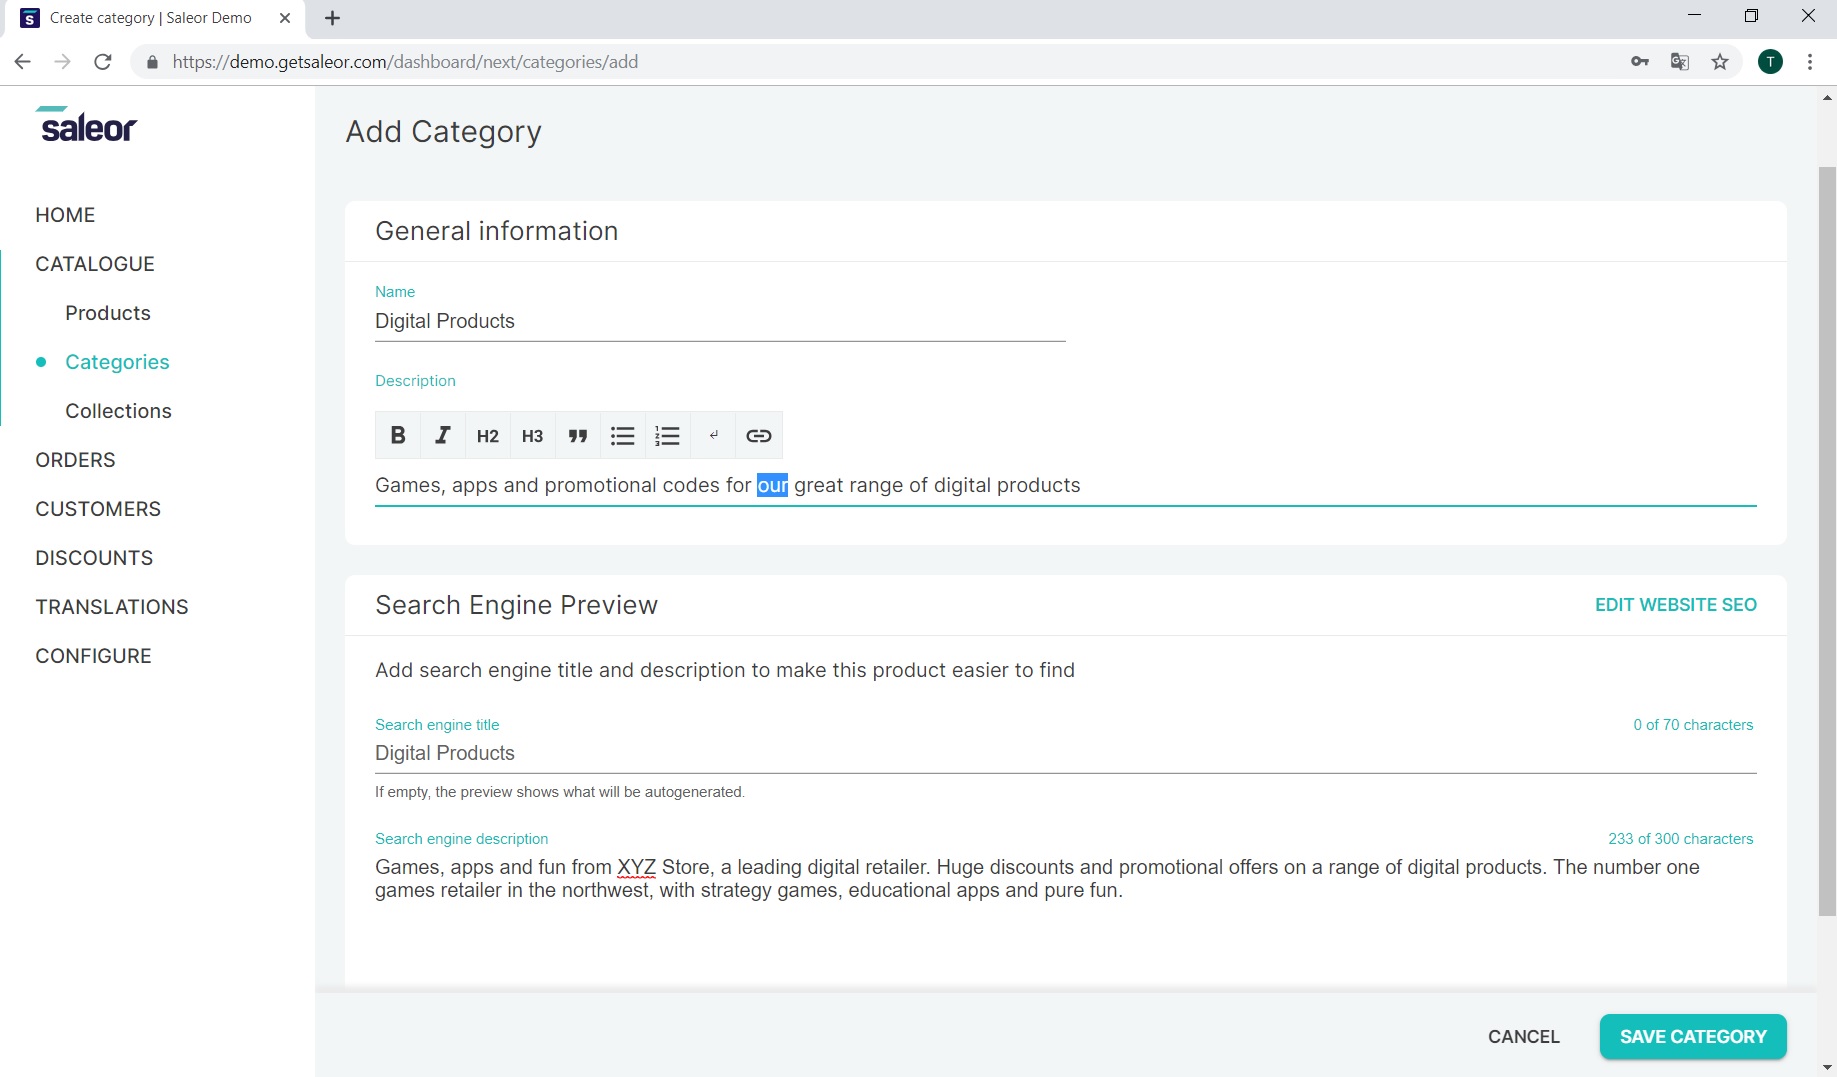 Create category | Saleor Demo
https://demo.getsaleor.com/dashboard/next/categories/add
T
saleor
HOME
CATALOGUE
Products
Categories
Collections
ORDERS
CUSTOMERS
DISCOUNTS
TRANSLATIONS
CONFIGURE
Add Category
General information
Name
Digital Products
Description
B I H2 H3
Games, apps and promotional codes for our great range of digital products
Search Engine Preview
EDIT WEBSITE SEO
Add search engine title and description to make this product easier to find
Search engine title
0 of 70 characters
Digital Products
If empty, the preview shows what will be autogenerated.
Search engine description
233 of 300 characters
Games, apps and fun from XYZ Store, a leading digital retailer. Huge discounts and promotional offers on a range of digital products. The number one
games retailer in the northwest, with strategy games, educational apps and pure fun.
CANCEL
SAVE CATEGORY